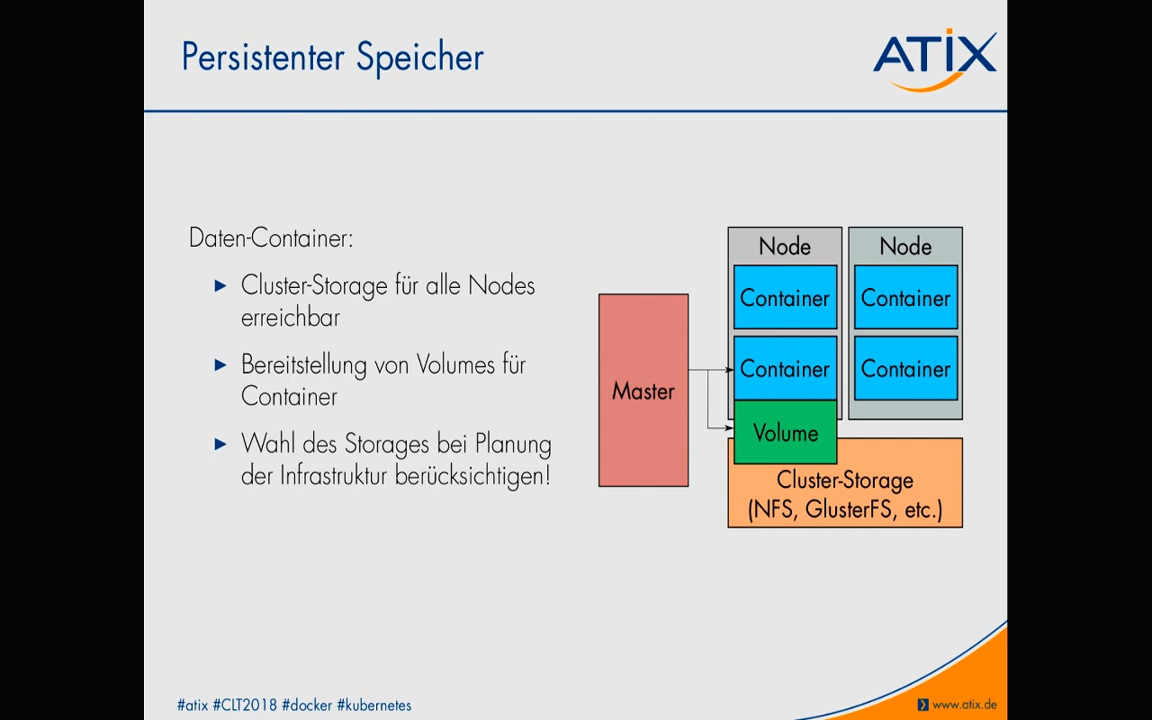 Persistenter Speicher
ATIX
Daten-Container:
Cluster-Storage für alle Nodes
erreichbar
Bereitstellung von Volumes für
Container
Wahl des Storages bei Planung
der Infrastruktur berücksichtigen!
Master
Node
Container
Container
Volume
Node
Container
Container
Cluster-Storage
(NFS, GlusterFS, etc.)
#atix #CLT2018 #docker #kubernetes
www.atix.de